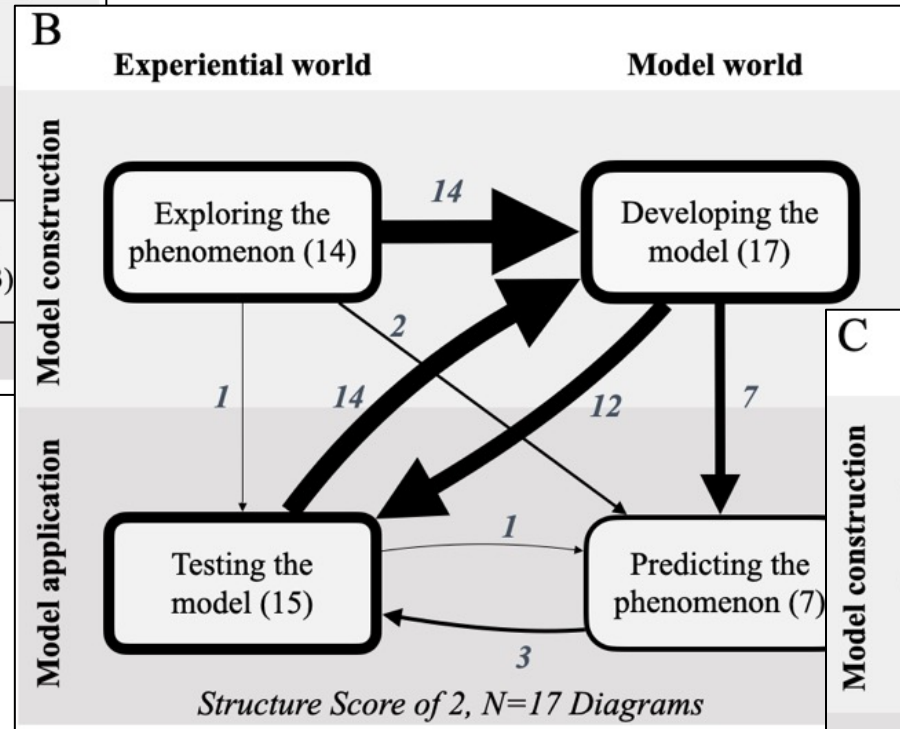 B
Experiential world
Model world
Model construction
Exploring the
phenomenon (14)
14
Developing the
model (17)
2
1
14
12
7
Model application
Testing the
model (15)
1
3
Predicting the
phenomenon (7)
Structure Score of 2, N=17 Diagrams
C
Model construction
)